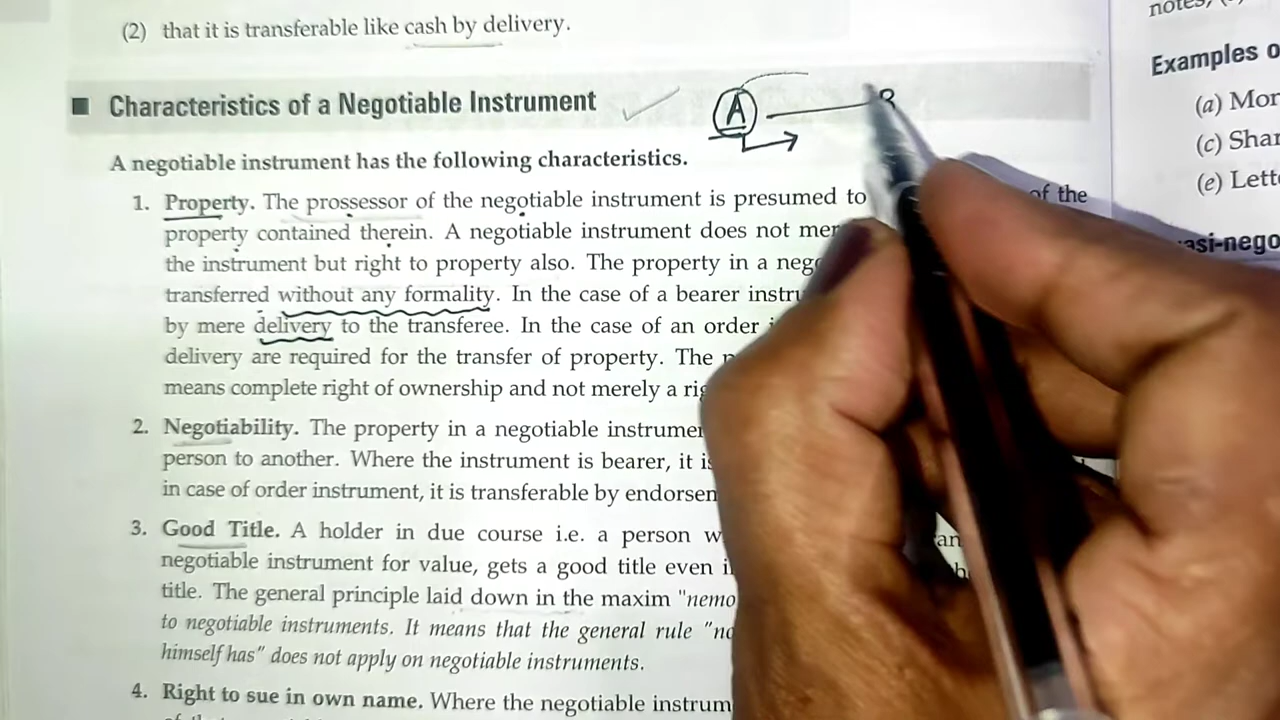 (2) that it is transferable like cash by delivery.
notes,
■ Characteristics of a Negotiable Instrument
A
Examples o
(a) Mor
(c) Shar
(e) Lett
A negotiable instrument has the following characteristics.
1. Property. The prossessor of the negotiable instrument is presumed to of the
property contained therein. A negotiable instrument does not mer
asi-nego
the instrument but right to property also. The property in a neg
transferred without any formality. In the case of a bearer instru
by mere delivery to the transferee. In the case of an order
delivery are required for the transfer of property. The
means complete right of ownership and not merely a rig
2. Negotiability. The property in a negotiable instrumen
person to another. Where the instrument is bearer, it is
in case of order instrument, it is transferable by endorsen
3. Good Title. A holder in due course i.e. a person w an
negotiable instrument for value, gets a good title even i
title. The general principle laid down in the maxim "nemo
to negotiable instruments. It means that the general rule "no
himself has" does not apply on negotiable instruments.
4. Right to sue in own name. Where the negotiable instrum